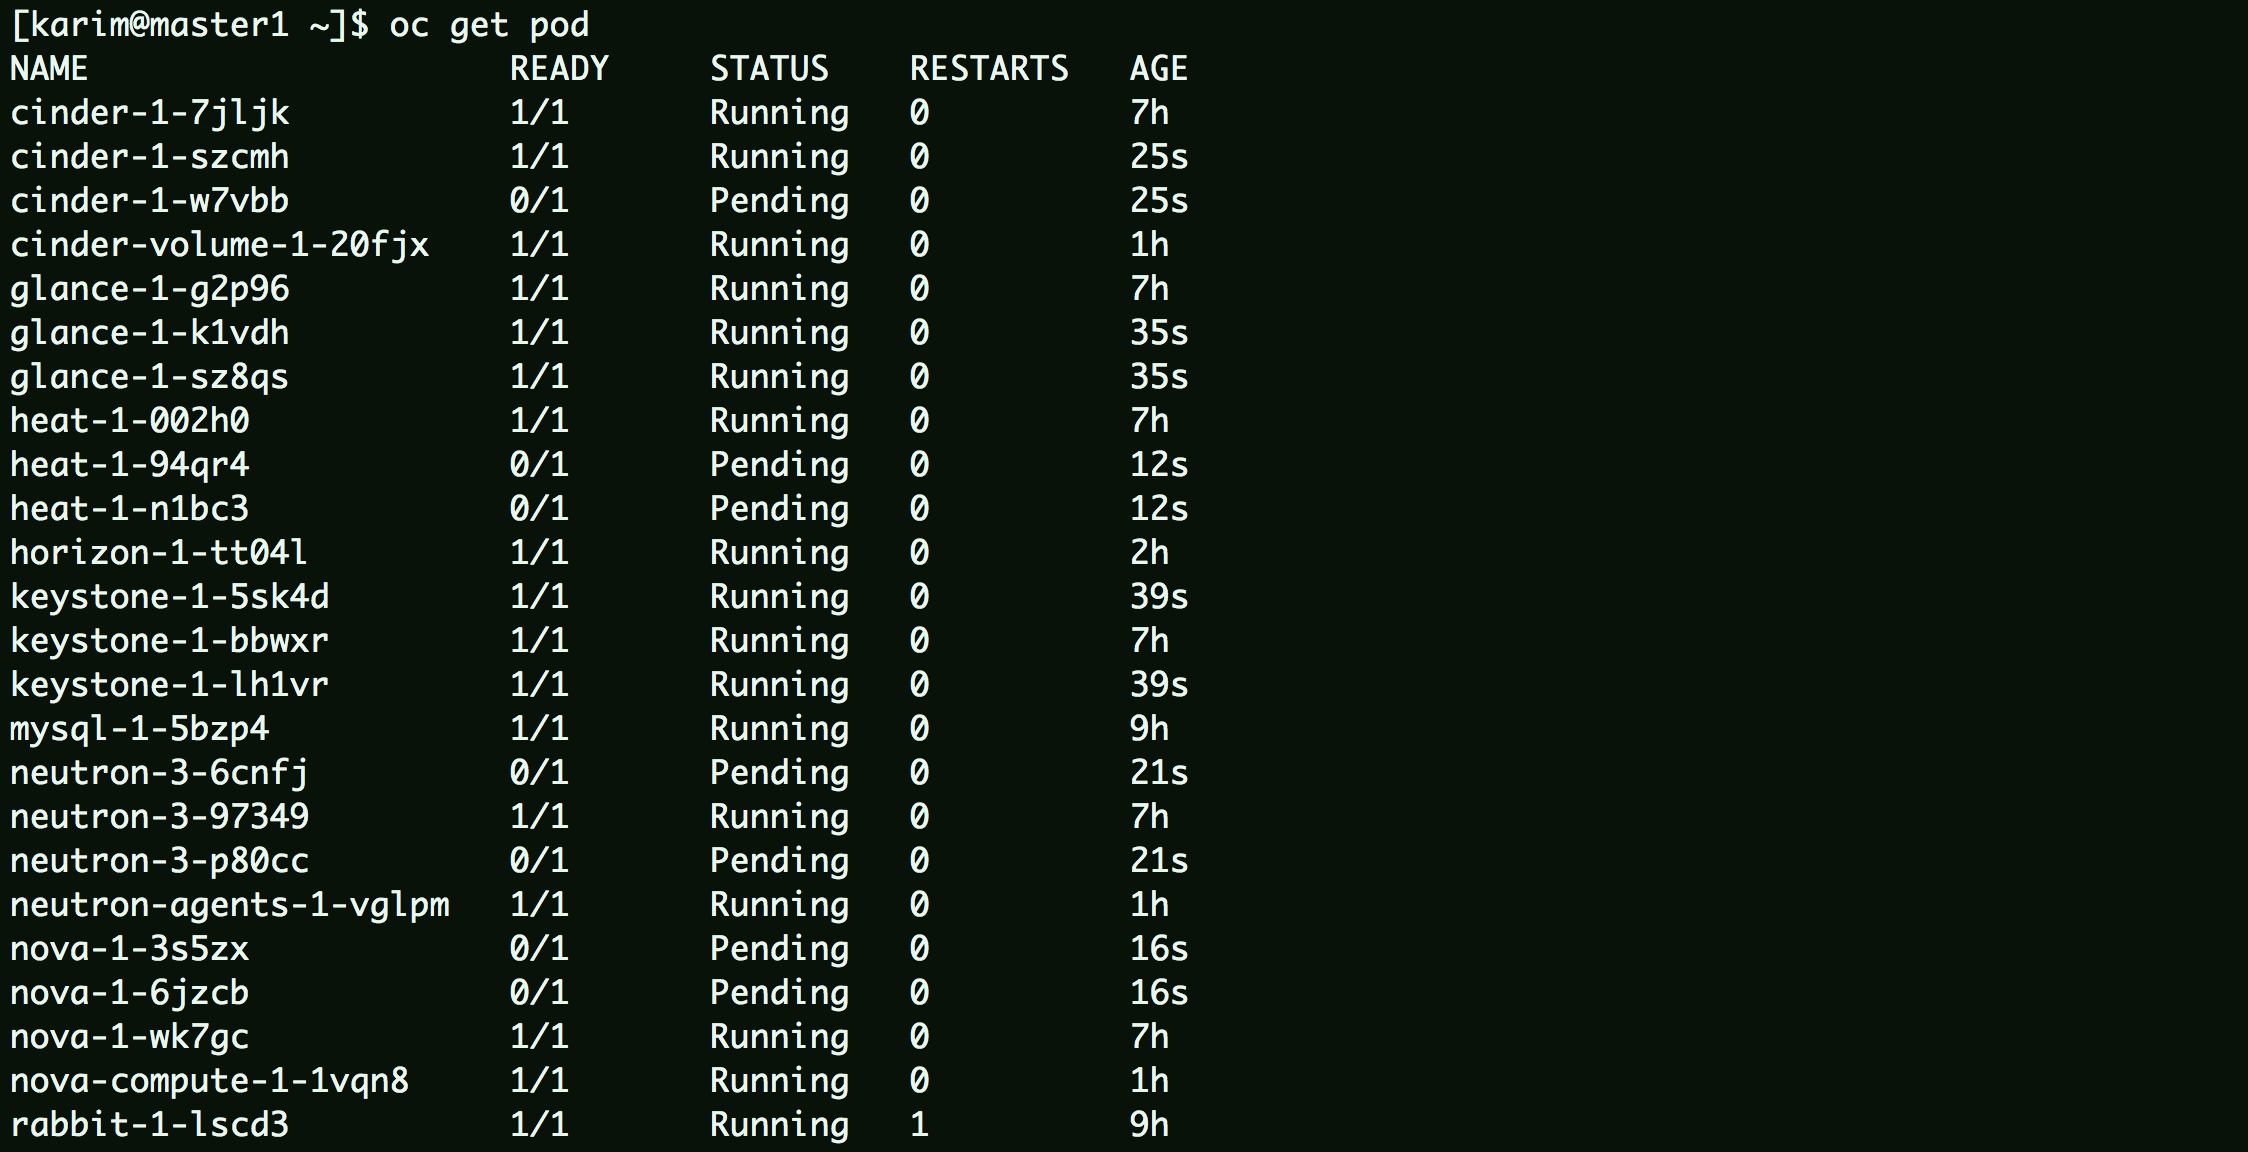 [karim@master1 ~]$ oc get pod
NAME                     READY     STATUS    RESTARTS   AGE
cinder-1-7jljk           1/1       Running   0          7h
cinder-1-szcmh           1/1       Running   0          25s
cinder-1-w7vbb           0/1       Pending   0          25s
cinder-volume-1-20fjx    1/1       Running   0          1h
glance-1-g2p96           1/1       Running   0          7h
glance-1-k1vdh           1/1       Running   0          35s
glance-1-sz8qs           1/1       Running   0          35s
heat-1-002h0             1/1       Running   0          7h
heat-1-94qr4             0/1       Pending   0          12s
heat-1-n1bc3             0/1       Pending   0          12s
horizon-1-tt04l          1/1       Running   0          2h
keystone-1-5sk4d         1/1       Running   0          39s
keystone-1-bbwxr         1/1       Running   0          7h
keystone-1-lh1vr         1/1       Running   0          39s
mysql-1-5bzp4            1/1       Running   0          9h
neutron-3-6cnfj          0/1       Pending   0          21s
neutron-3-97349          1/1       Running   0          7h
neutron-3-p80cc          0/1       Pending   0          21s
neutron-agents-1-vglpm   1/1       Running   0          1h
nova-1-3s5zx             0/1       Pending   0          16s
nova-1-6jzcb             0/1       Pending   0          16s
nova-1-wk7gc             1/1       Running   0          7h
nova-compute-1-1vqn8     1/1       Running   0          1h
rabbit-1-lscd3           1/1       Running   1          9h